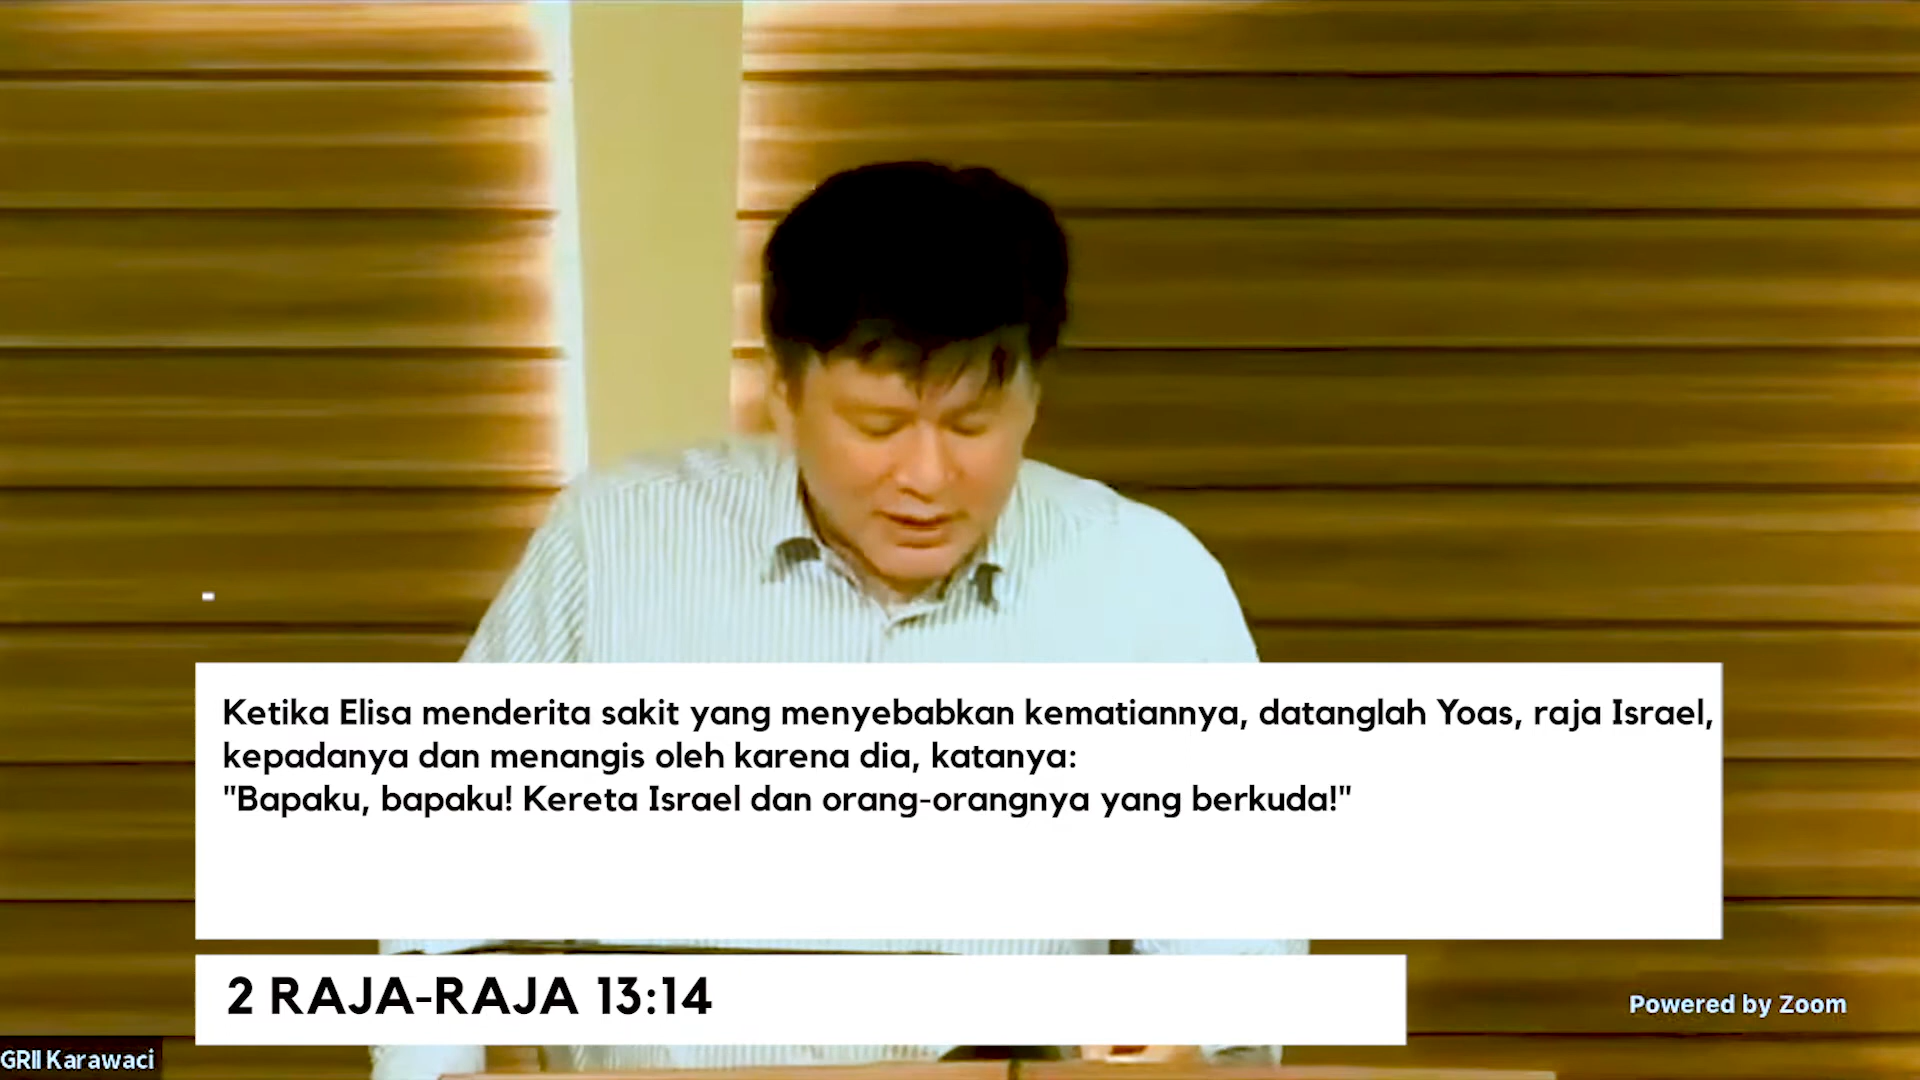 Ketika Elisa menderita sakit yang menyebabkan kematiannya, datanglah Yoas, raja Israel,
kepadanya dan menangis oleh karena dia, katanya:
"Bapaku, bapaku! Kereta Israel dan orang-orangnya yang berkuda!"
2 RAJA-RAJA 13:14
Powered by Zoom
GRII Karawaci